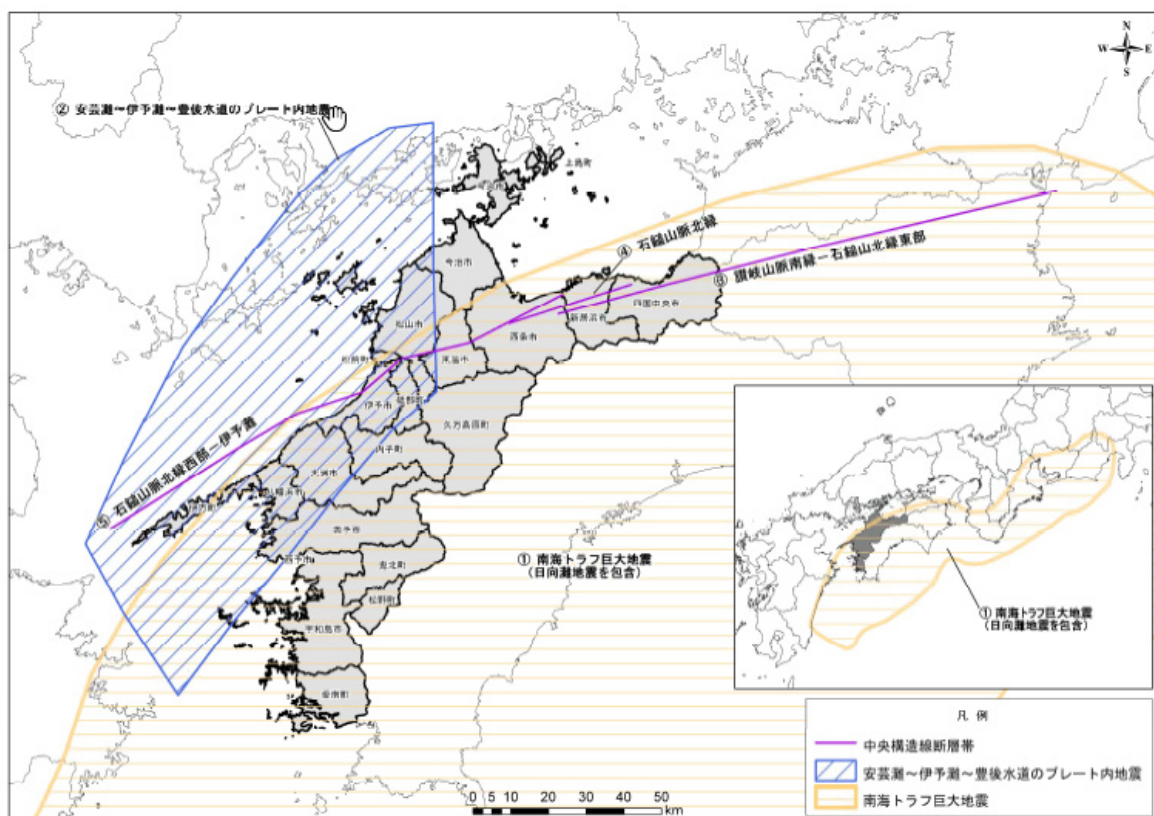 N
W E
S
② 安芸灘～伊予灘～豊後水道のプレート内地震
上島町
今治市
④ 石鎚山脈北縁
③ 讃岐山脈南縁－石鎚山北縁東部
今治市
四国中央市
新居浜市
松山市
西条市
松前町
東温市
伊予市
砥部町
久万高原町
内子町
⑤ 石鎚山脈北縁西部－伊予灘
大洲市
八幡浜市
西予市
西予市
① 南海トラフ巨大地震
(日向灘地震を包含)
鬼北町
松野町
宇和島市
愛南町
① 南海トラフ巨大地震
(日向灘地震を包含)
凡 例
中央構造線断層帯
安芸灘～伊予灘～豊後水道のプレート内地震
南海トラフ巨大地震
0 5 10 20 30 40 50
km